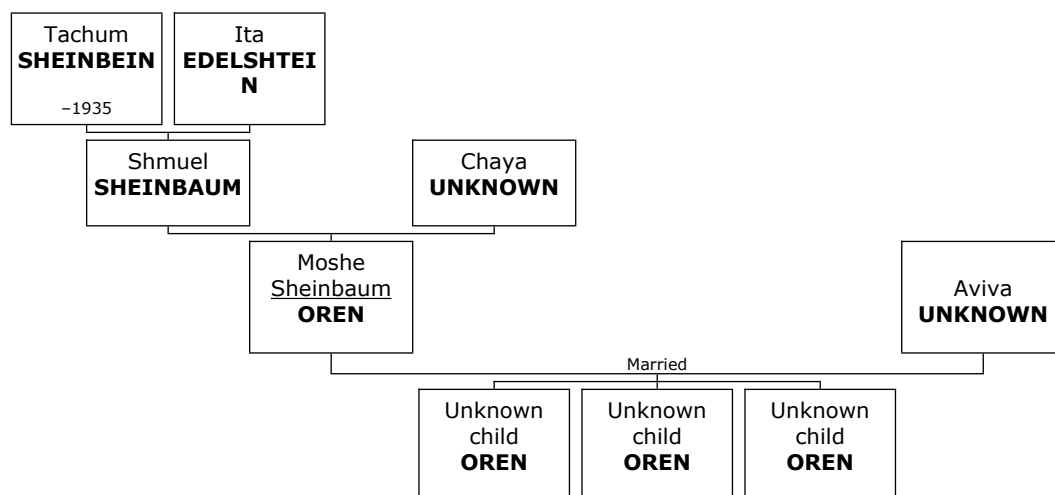 Tachum
SHEINBEIN
–1935
Ita
EDELSHTEI
N
Shmuel
SHEINBAUM
Chaya
UNKNOWN
Moshe
Sheinbaum
OREN
Aviva
UNKNOWN
Married
Unknown
child
OREN
Unknown
child
OREN
Unknown
child
OREN